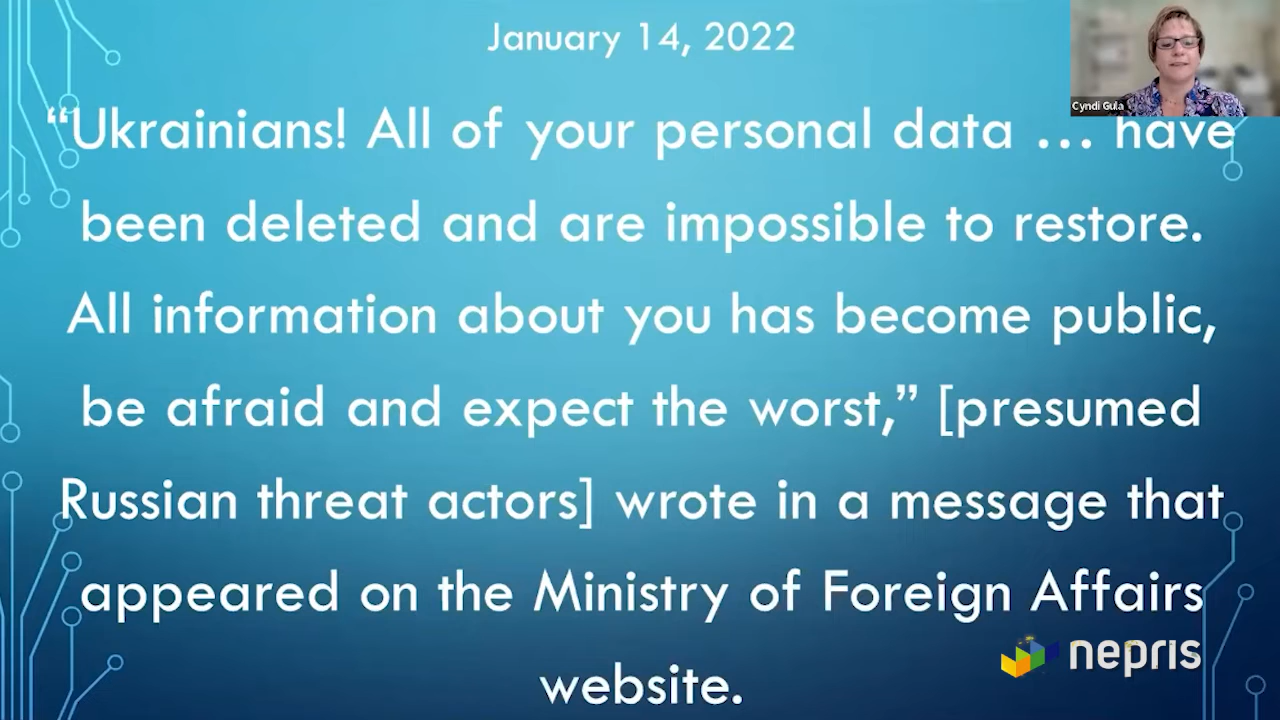 January 14, 2022
Cyndi Gula
“Ukrainians! All of your personal data … have
been deleted and are impossible to restore.
All information about you has become public,
be afraid and expect the worst,” [presumed
Russian threat actors] wrote in a message that
appeared on the Ministry of Foreign Affairs
nepris
website.